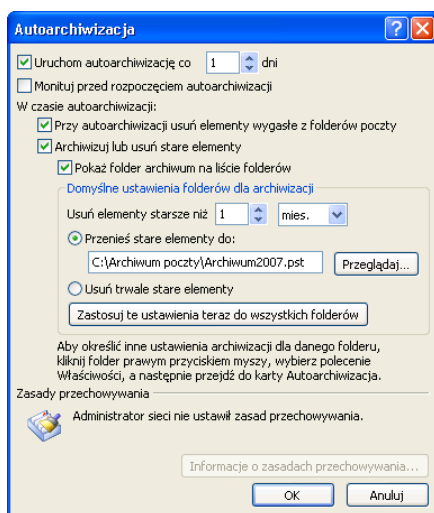 Autoarchiwizacja
Uruchom autoarchiwizację co 1 dni
Monituj przed rozpoczęciem autoarchiwizacji
W czasie autoarchiwizacji:
Przy autoarchiwizacji usuń elementy wygasłe z folderów poczty
Archiwizuj lub usuń stare elementy
Pokaż folder archiwum na liście folderów
Domyślne ustawienia folderów dla archiwizacji
Usuń elementy starsze niż 1 mies.
Przenieś stare elementy do:
C:\Archiwum poczty\Archiwum2007.pst Przeglądaj...
Usuń trwale stare elementy
Zastosuj te ustawienia teraz do wszystkich folderów
Aby określić inne ustawienia archiwizacji dla danego folderu,
kliknij folder prawym przyciskiem myszy, wybierz polecenie
Właściwości, a następnie przejdź do karty Autoarchiwizacja.
Zasady przechowywania
Administrator sieci nie ustawił zasad przechowywania.
Informacje o zasadach przechowywania...
OK Anuluj